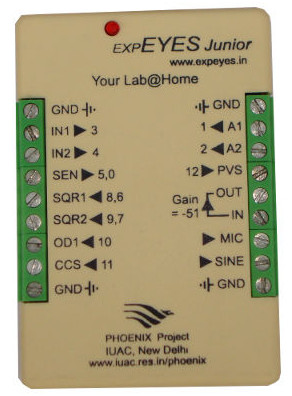 EXPEYES Junior
www.expeyes.in
Your Lab@Home
GND
IN1 3
IN2 4
SEN 5,0
SQR1 8,6
SQR2 9,7
OD1 10
CCS 11
GND
GND
1 A1
2 A2
12 PVS
OUT
Gain = -51
IN
MIC
SINE
GND
PHOENIX Project
IUAC, New Delhi
www.iuac.res.in/phoenix